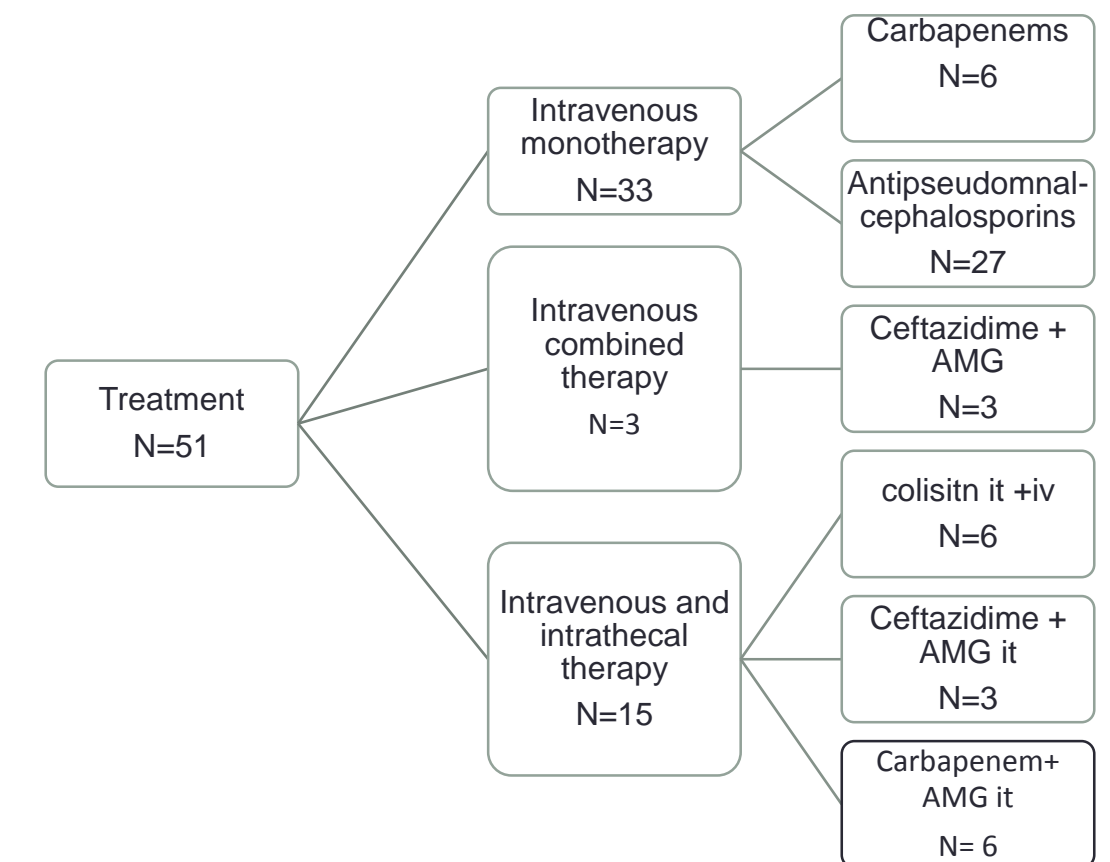 Treatment
N=51
Intravenous
monotherapy
N=33
Intravenous
combined
therapy
N=3
Intravenous and
intrathecal
therapy
N=15
Carbapenems
N=6
Antipseudomnal-
cephalosporins
N=27
Ceftazidime +
AMG
N=3
colisitn it +iv
N=6
Ceftazidime +
AMG it
N=3
Carbapenem+
AMG it
N= 6